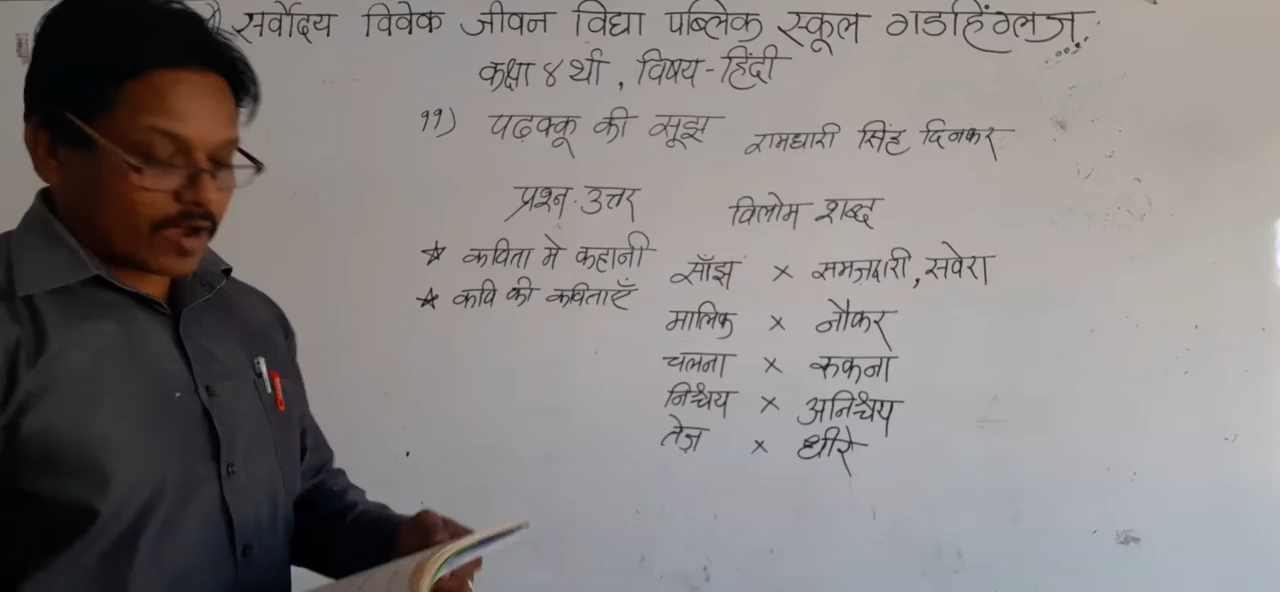 सर्वोदय विवेक जीवन विद्या पब्लिक स्कूल गडहिंग्लज.
कक्षा ४ थी, विषय - हिंदी
११) पढ़क्कू की सूझ रामधारी सिंह दिनकर
प्रश्न-उत्तर
★ कविता मे कहानी
★ कवि की कविताएँ
विलोम शब्द
साँझ × समज़दारी, सवेरा
मालिक × नौकर
चलना × रुकना
निश्चय × अनिश्चय
तेज़ × धीरे